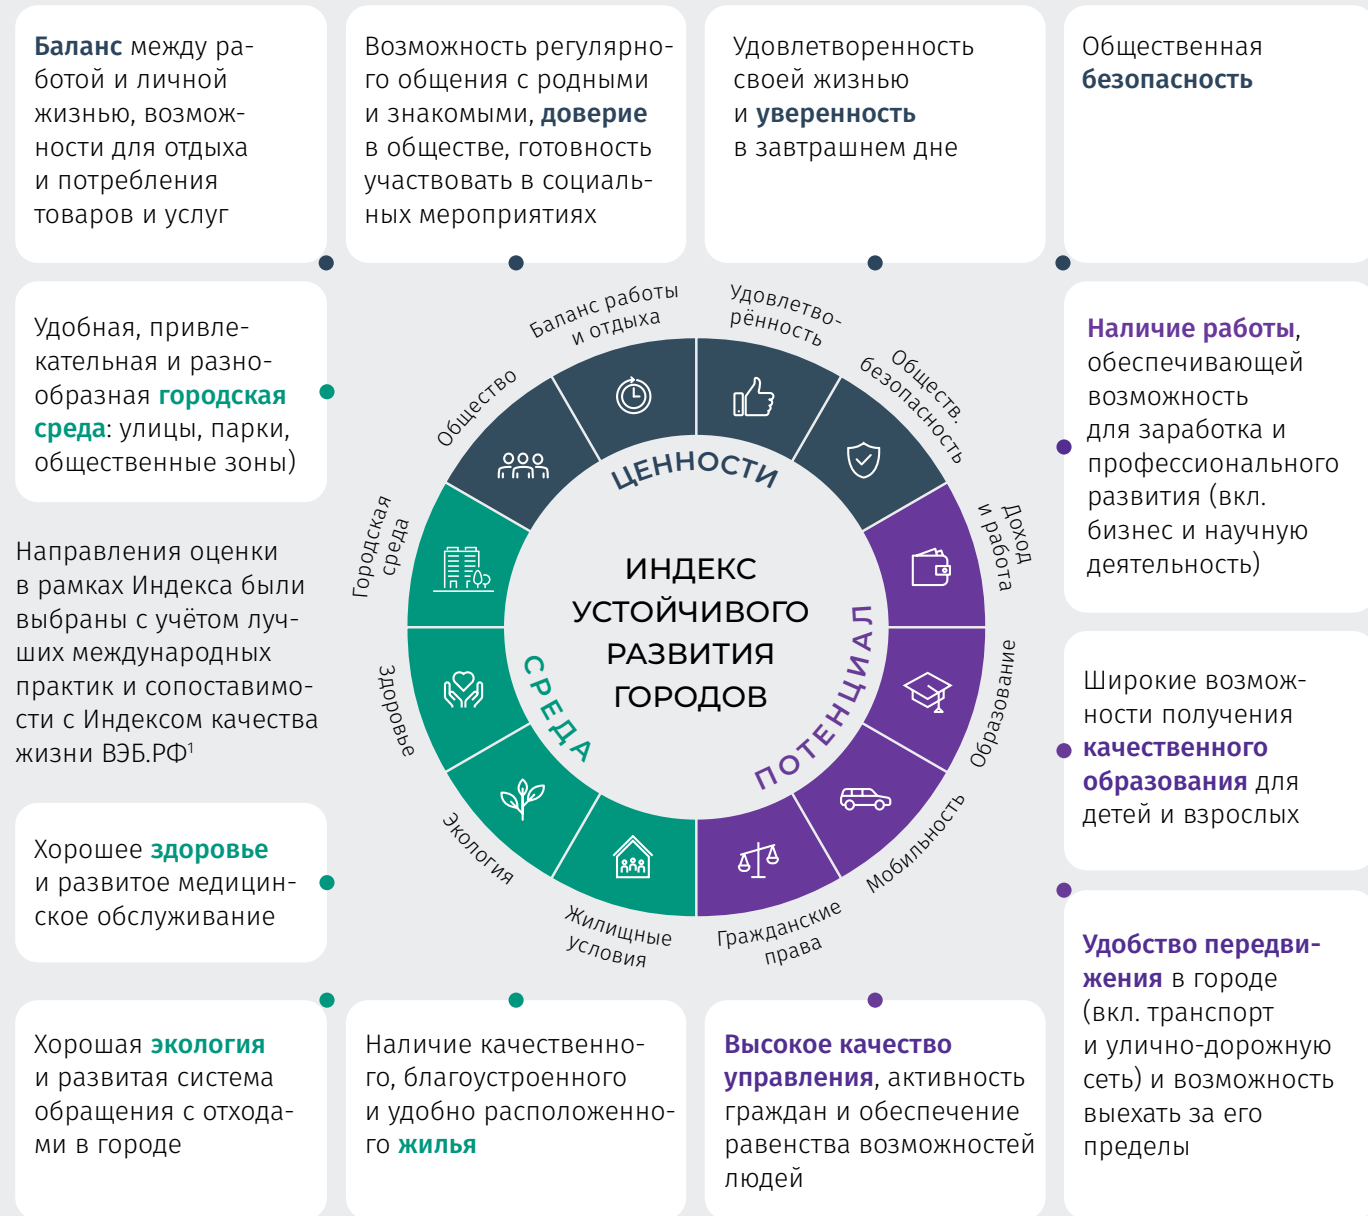 Баланс между ра-
ботой и личной
жизнью, возмож-
ности для отдыха
и потребления
товаров и услуг
Возможность регулярно-
го общения с родными
и знакомыми, доверие
в обществе, готовность
участвовать в социаль-
ных мероприятиях
Удовлетворенность
своей жизнью
и уверенность
в завтрашнем дне
Общественная
безопасность
Удобная, привле-
кательная и разно-
образная городская
среда: улицы, парки,
общественные зоны)
Направления оценки
в рамках Индекса были
выбраны с учётом луч-
ших международных
практик и сопоставимо-
сти с Индексом качества
жизни ВЭБ.РФ¹
Хорошее здоровье
и развитое медицин-
ское обслуживание
Хорошая экология
и развитая система
обращения с отхода-
ми в городе
Общество
Баланс работы
и отдыха
Удовлетво-
рённость
Обществ.
безопасность
Доход
и работа
Образование
Мобильность
Гражданские
права
Жилищные
условия
Экология
Здоровье
Городская
среда
ЦЕННОСТИ
ПОТЕНЦИАЛ
СРЕДА
ИНДЕКС
УСТОЙЧИВОГО
РАЗВИТИЯ
ГОРОДОВ
Наличие работы,
обеспечивающей
возможность
для заработка и
профессионального
развития (вкл.
бизнес и научную
деятельность)
Широкие возмож-
ности получения
качественного
образования для
детей и взрослых
Удобство передви-
жения в городе
(вкл. транспорт
и улично-дорожную
сеть) и возможность
выехать за его
пределы
Наличие качественно-
го, благоустроенного
и удобно расположенно-
го жилья
Высокое качество
управления, активность
граждан и обеспечение
равенства возможностей
людей